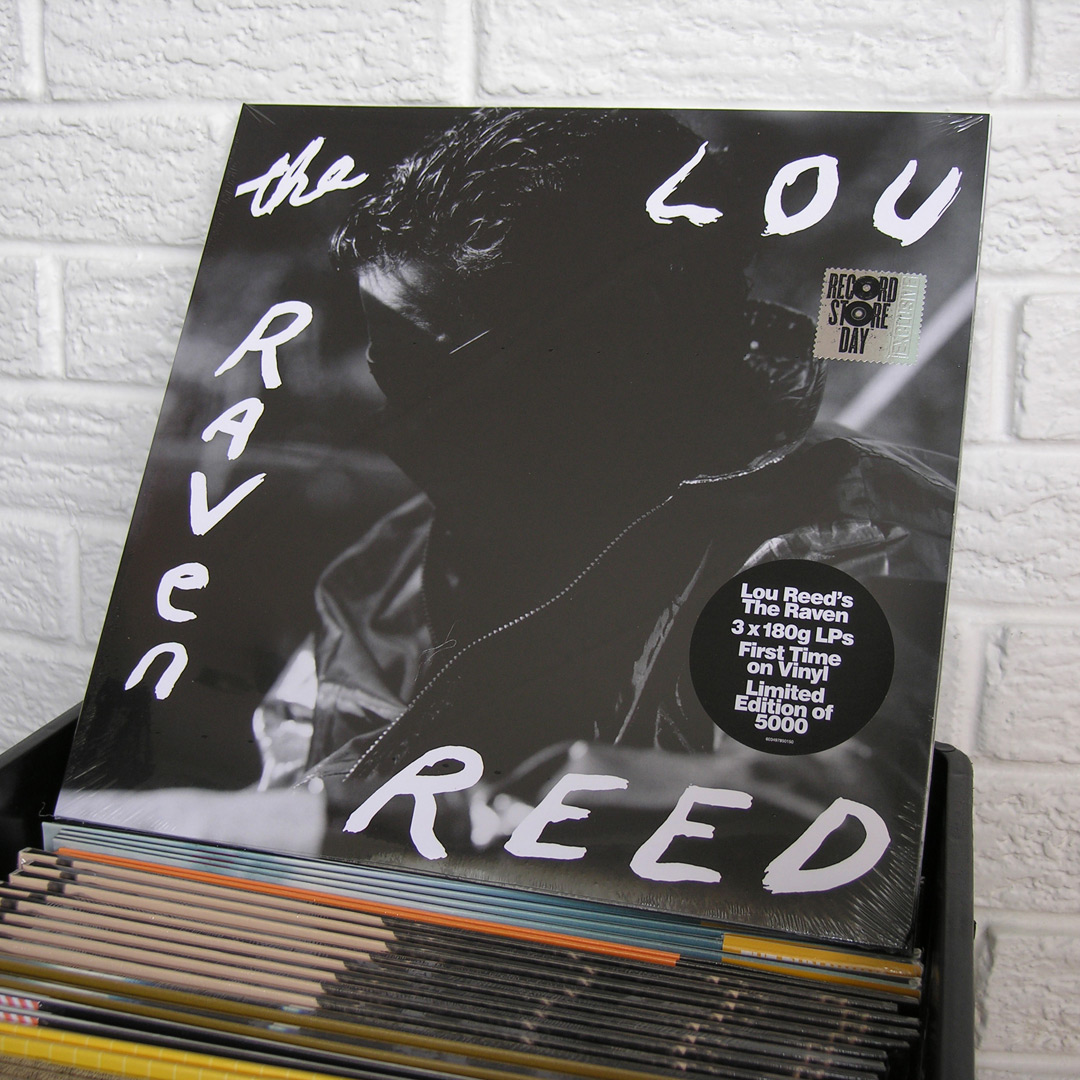 the
LOU
RAVen
REED
RECORD
STORE
DAY
EXCLUSIVE
Lou Reed's
The Raven
3 x 180g LPs
First Time
on Vinyl
Limited
Edition of
5000